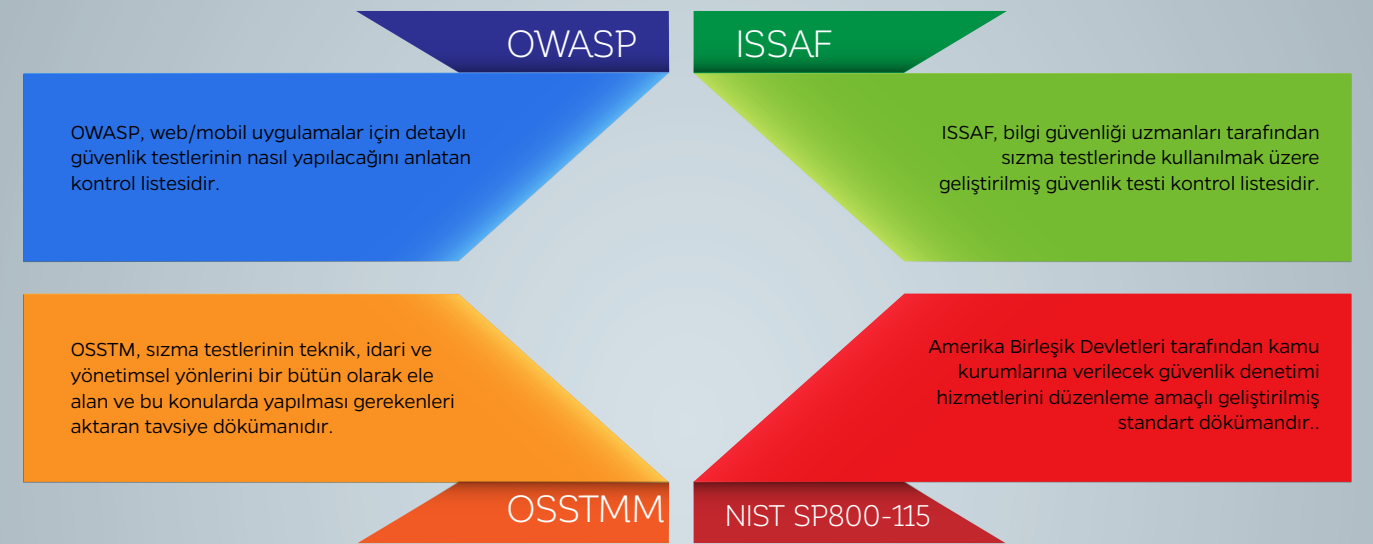 OWASP
OWASP, web/mobil uygulamalar için detaylı
güvenlik testlerinin nasıl yapılacağını anlatan
kontrol listesidir.
ISSAF
ISSAF, bilgi güvenliği uzmanları tarafından
sızma testlerinde kullanılmak üzere
geliştirilmiş güvenlik testi kontrol listesidir.
OSSTM, sızma testlerinin teknik, idari ve
yönetimsel yönlerini bir bütün olarak ele
alan ve bu konularda yapılması gerekenleri
aktaran tavsiye dökümanıdır.
OSSTMM
Amerika Birleşik Devletleri tarafından kamu
kurumlarına verilecek güvenlik denetimi
hizmetlerini düzenleme amaçlı geliştirilmiş
standart dökümandır..
NIST SP800-115